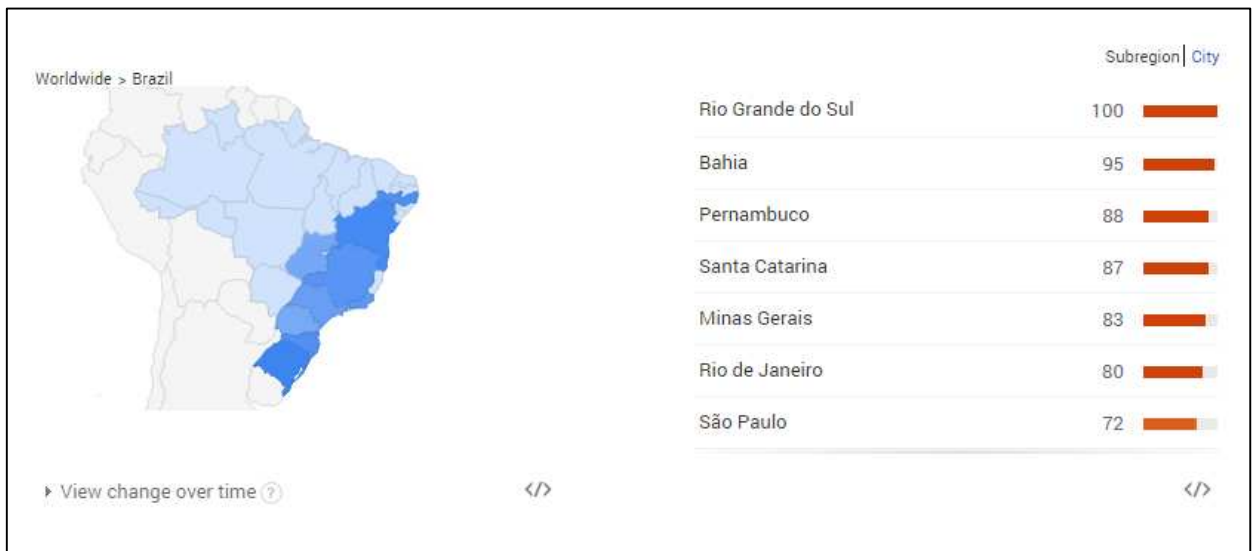 Subregion | City
Worldwide > Brazil
Rio Grande do Sul 100
Bahia 95
Pernambuco 88
Santa Catarina 87
Minas Gerais 83
Rio de Janeiro 80
São Paulo 72
View change over time ?
</>
</>